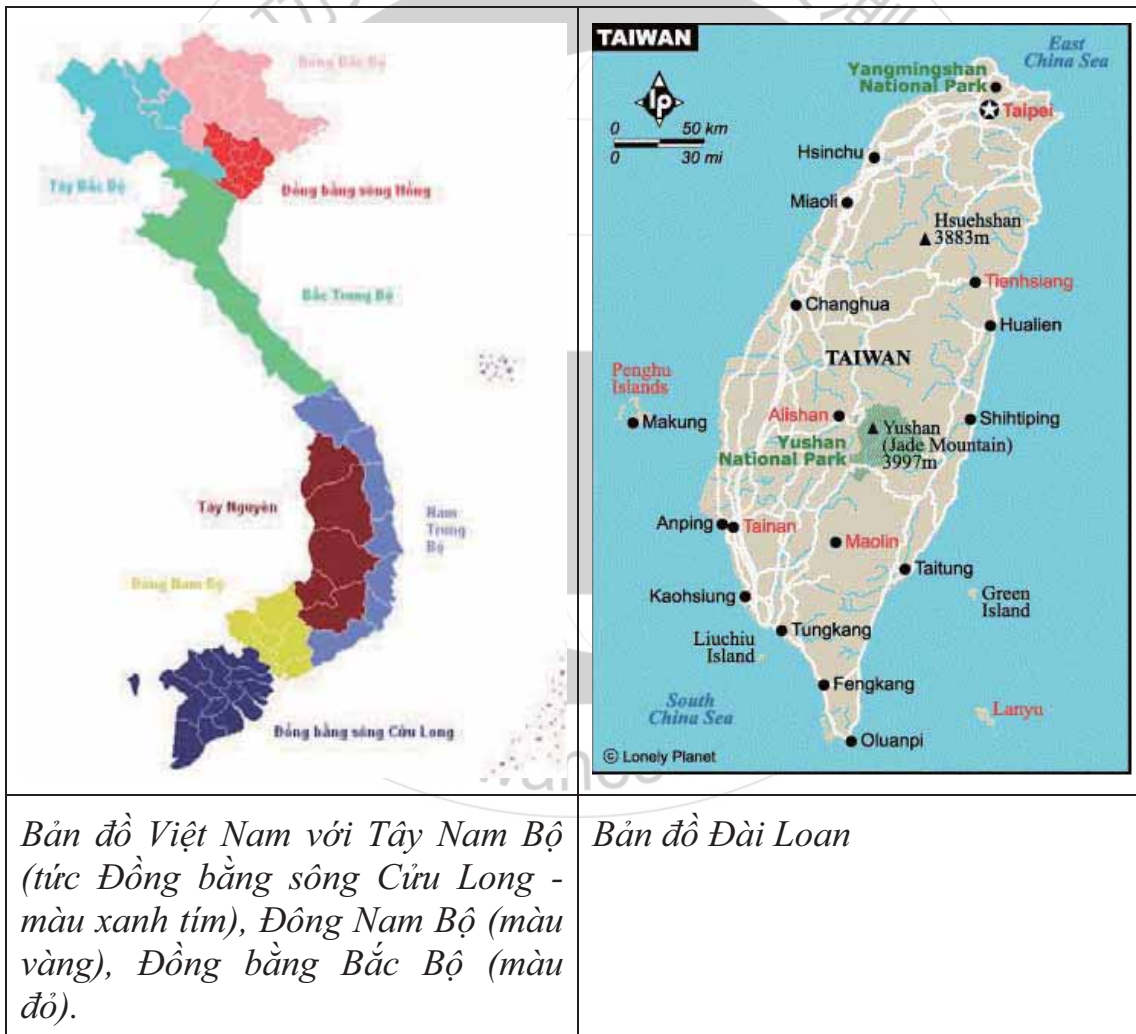 Đông Bắc Bộ
Tây Bắc Bộ
Đồng bằng sông Hồng
Bắc Trung Bộ
Tây Nguyên
Nam
Trung
Bộ
Đông Nam Bộ
Đồng bằng sông Cửu Long
TAIWAN
East
China Sea
Yangmingshan
National Park
lp
Taipei
0 50 km
0 30 mi
Hsinchu
Miaoli
Hsuehshan
3883m
Tienhsiang
Changhua
Hualien
TAIWAN
Penghu
Islands
Makung
Alishan
Shihtiping
Yushan
(Jade Mountain)
3997m
Yushan
National Park
Anping
Tainan
Maolin
Taitung
Kaohsiung
Green
Island
Liuchiu
Island
Tungkang
Fengkang
South
China Sea
Lanyu
Oluanpi
© Lonely Planet
Bản đồ Việt Nam với Tây Nam Bộ
(tức Đồng bằng sông Cửu Long -
màu xanh tím), Đông Nam Bộ (màu
vàng), Đồng bằng Bắc Bộ (màu
đỏ).
Bản đồ Đài Loan